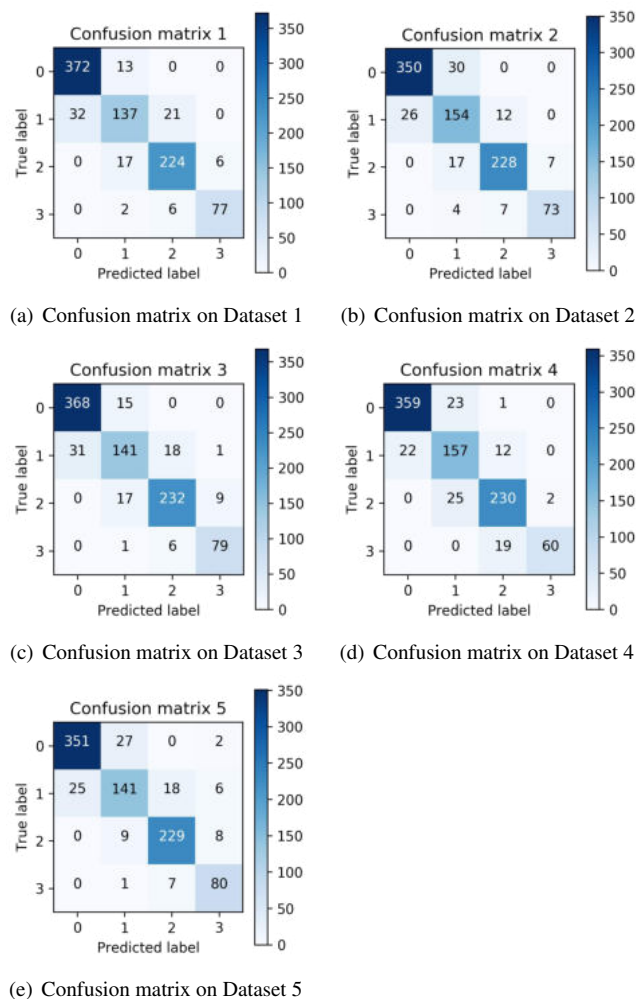 Confusion matrix 1
0 372 13 0 0
1 32 137 21 0
2 0 17 224 6
3 0 2 6 77
0 1 2 3
True label
Predicted label
350
300
250
200
150
100
50
0
(a) Confusion matrix on Dataset 1
Confusion matrix 2
0 350 30 0 0
1 26 154 12 0
2 0 17 228 7
3 0 4 7 73
0 1 2 3
True label
Predicted label
350
300
250
200
150
100
50
0
(b) Confusion matrix on Dataset 2
Confusion matrix 3
0 368 15 0 0
1 31 141 18 1
2 0 17 232 9
3 0 1 6 79
0 1 2 3
True label
Predicted label
350
300
250
200
150
100
50
0
(c) Confusion matrix on Dataset 3
Confusion matrix 4
0 359 23 1 0
1 22 157 12 0
2 0 25 230 2
3 0 0 19 60
0 1 2 3
True label
Predicted label
350
300
250
200
150
100
50
0
(d) Confusion matrix on Dataset 4
Confusion matrix 5
0 351 27 0 2
1 25 141 18 6
2 0 9 229 8
3 0 1 7 80
0 1 2 3
True label
Predicted label
350
300
250
200
150
100
50
0
(e) Confusion matrix on Dataset 5